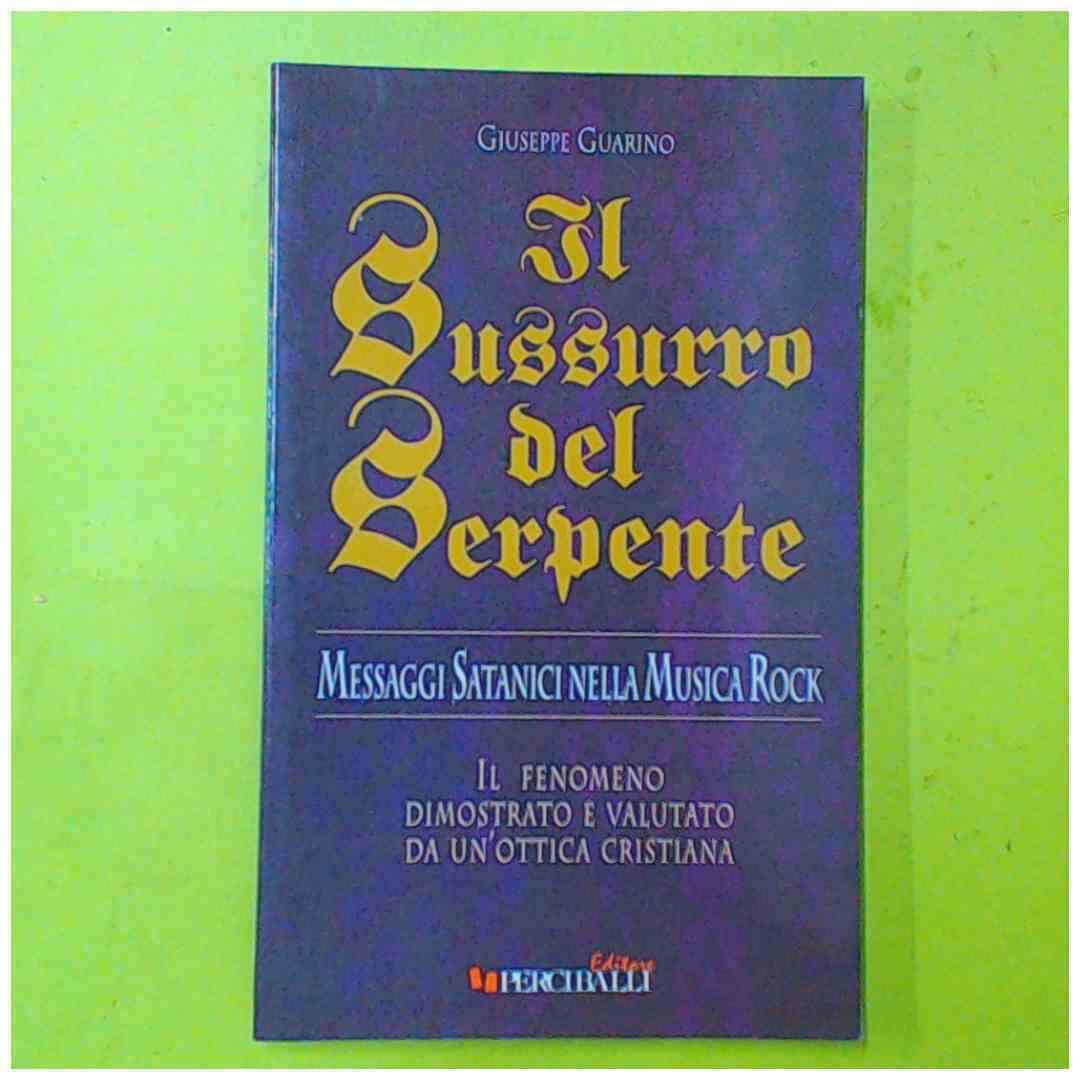 Giuseppe Guarino
Il
Sussurro
del
Serpente
Messaggi Satanici nella Musica Rock
Il fenomeno
dimostrato e valutato
da un'ottica cristiana
Editore
PERCIBALLI